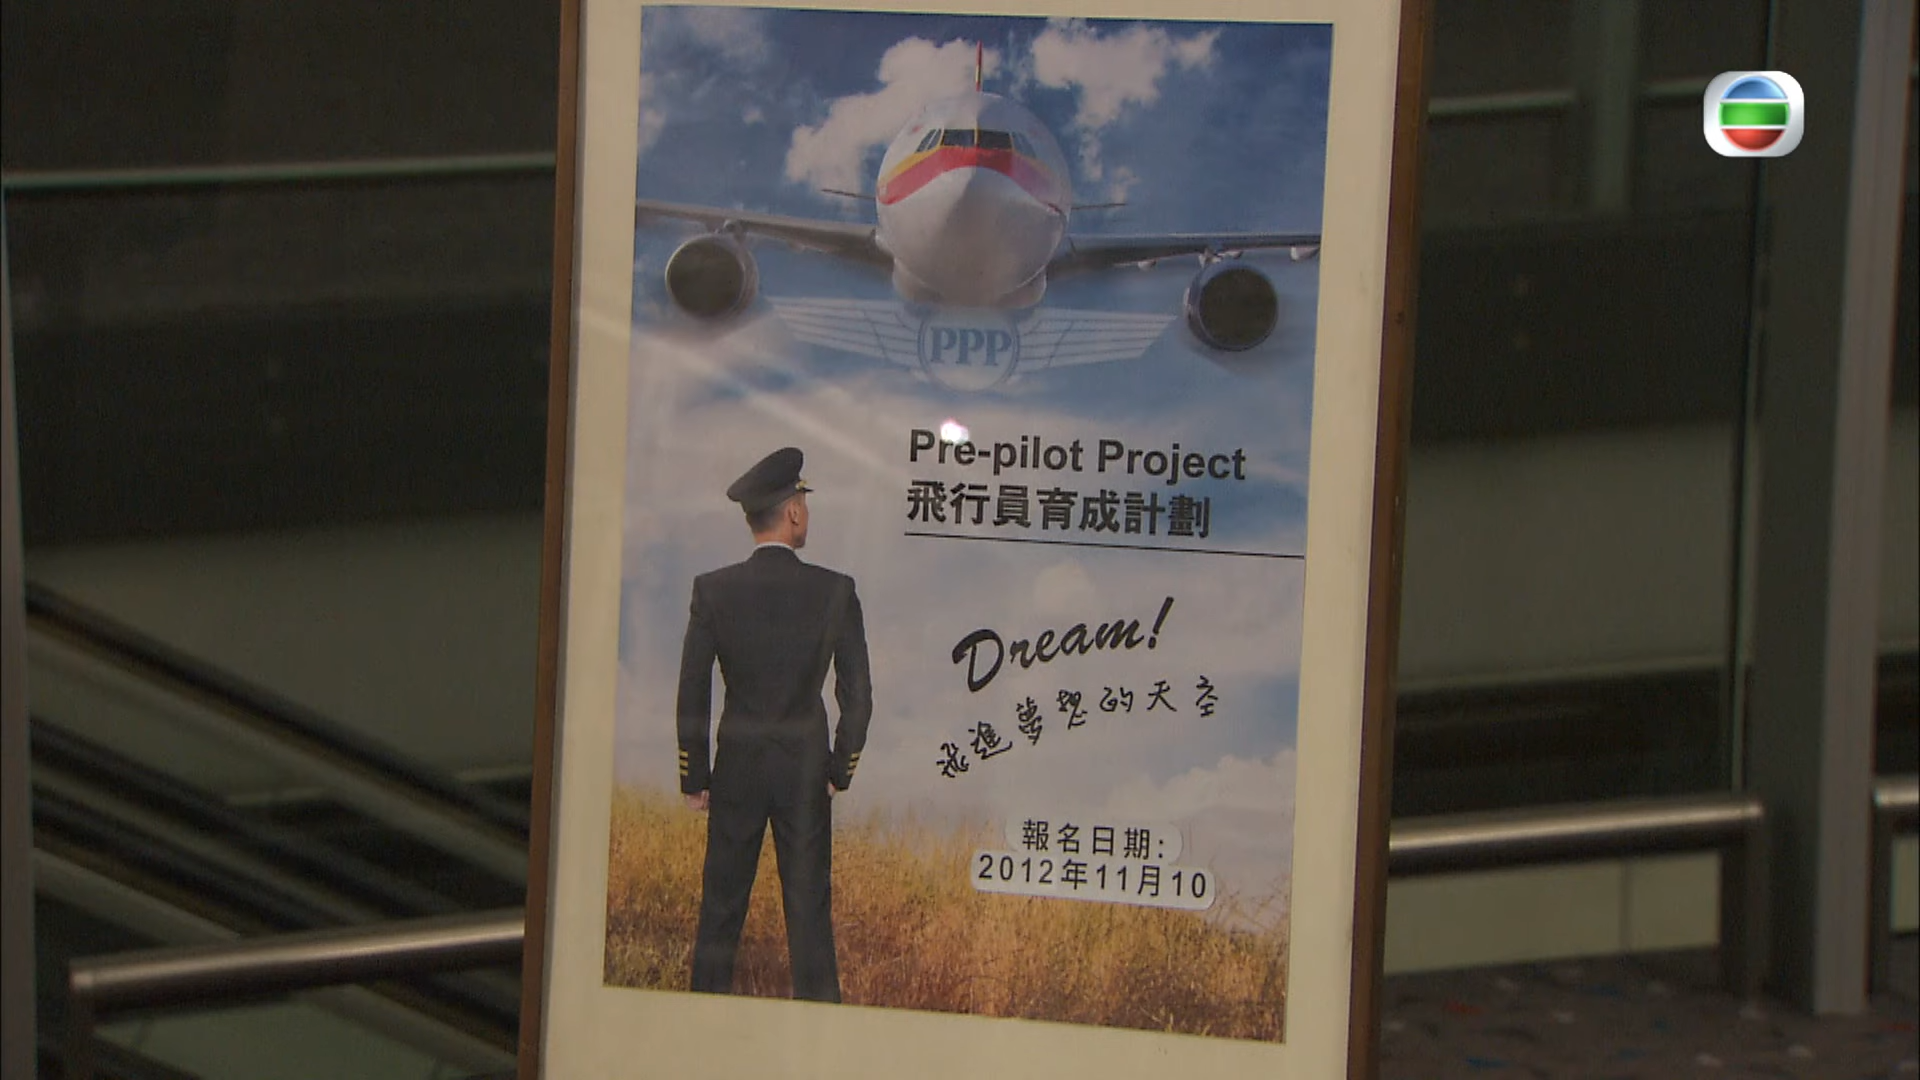 PPP
Pre-pilot Project
飛行員育成計劃
Dream!
飛進夢想的天空
報名日期:
2012年11月10